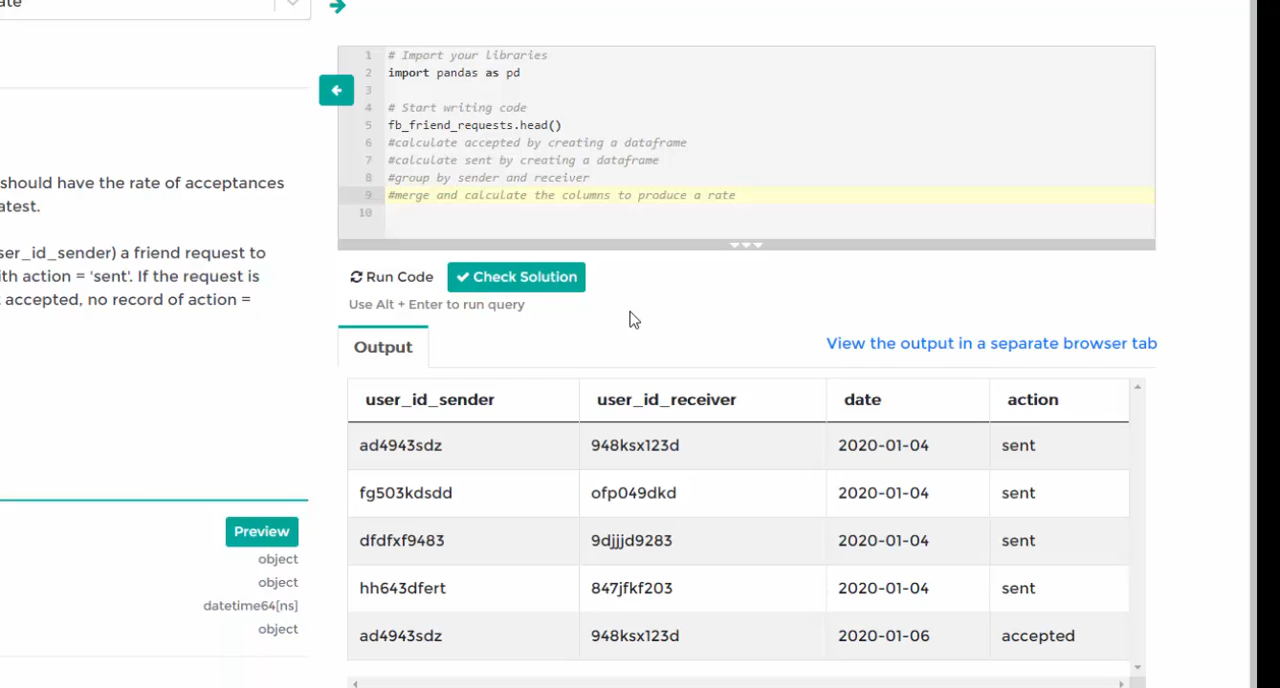 ate
1 # Import your libraries
2 import pandas as pd
3
4 # Start writing code
5 fb_friend_requests.head()
6 #calculate accepted by creating a dataframe
7 #calculate sent by creating a dataframe
8 #group by sender and receiver
9 #merge and calculate the columns to produce a rate
10
should have the rate of acceptances
atest.
ser_id_sender) a friend request to
ith action = 'sent'. If the request is
accepted, no record of action =
Run Code Check Solution
Use Alt + Enter to run query
Output
View the output in a separate browser tab
user_id_sender user_id_receiver date action
ad4943sdz 948ksx123d 2020-01-04 sent
fg503kdsdd ofp049dkd 2020-01-04 sent
dfdfxf9483 9djjjd9283 2020-01-04 sent
hh643dfert 847jfkf203 2020-01-04 sent
ad4943sdz 948ksx123d 2020-01-06 accepted
Preview
object
object
datetime64[ns]
object